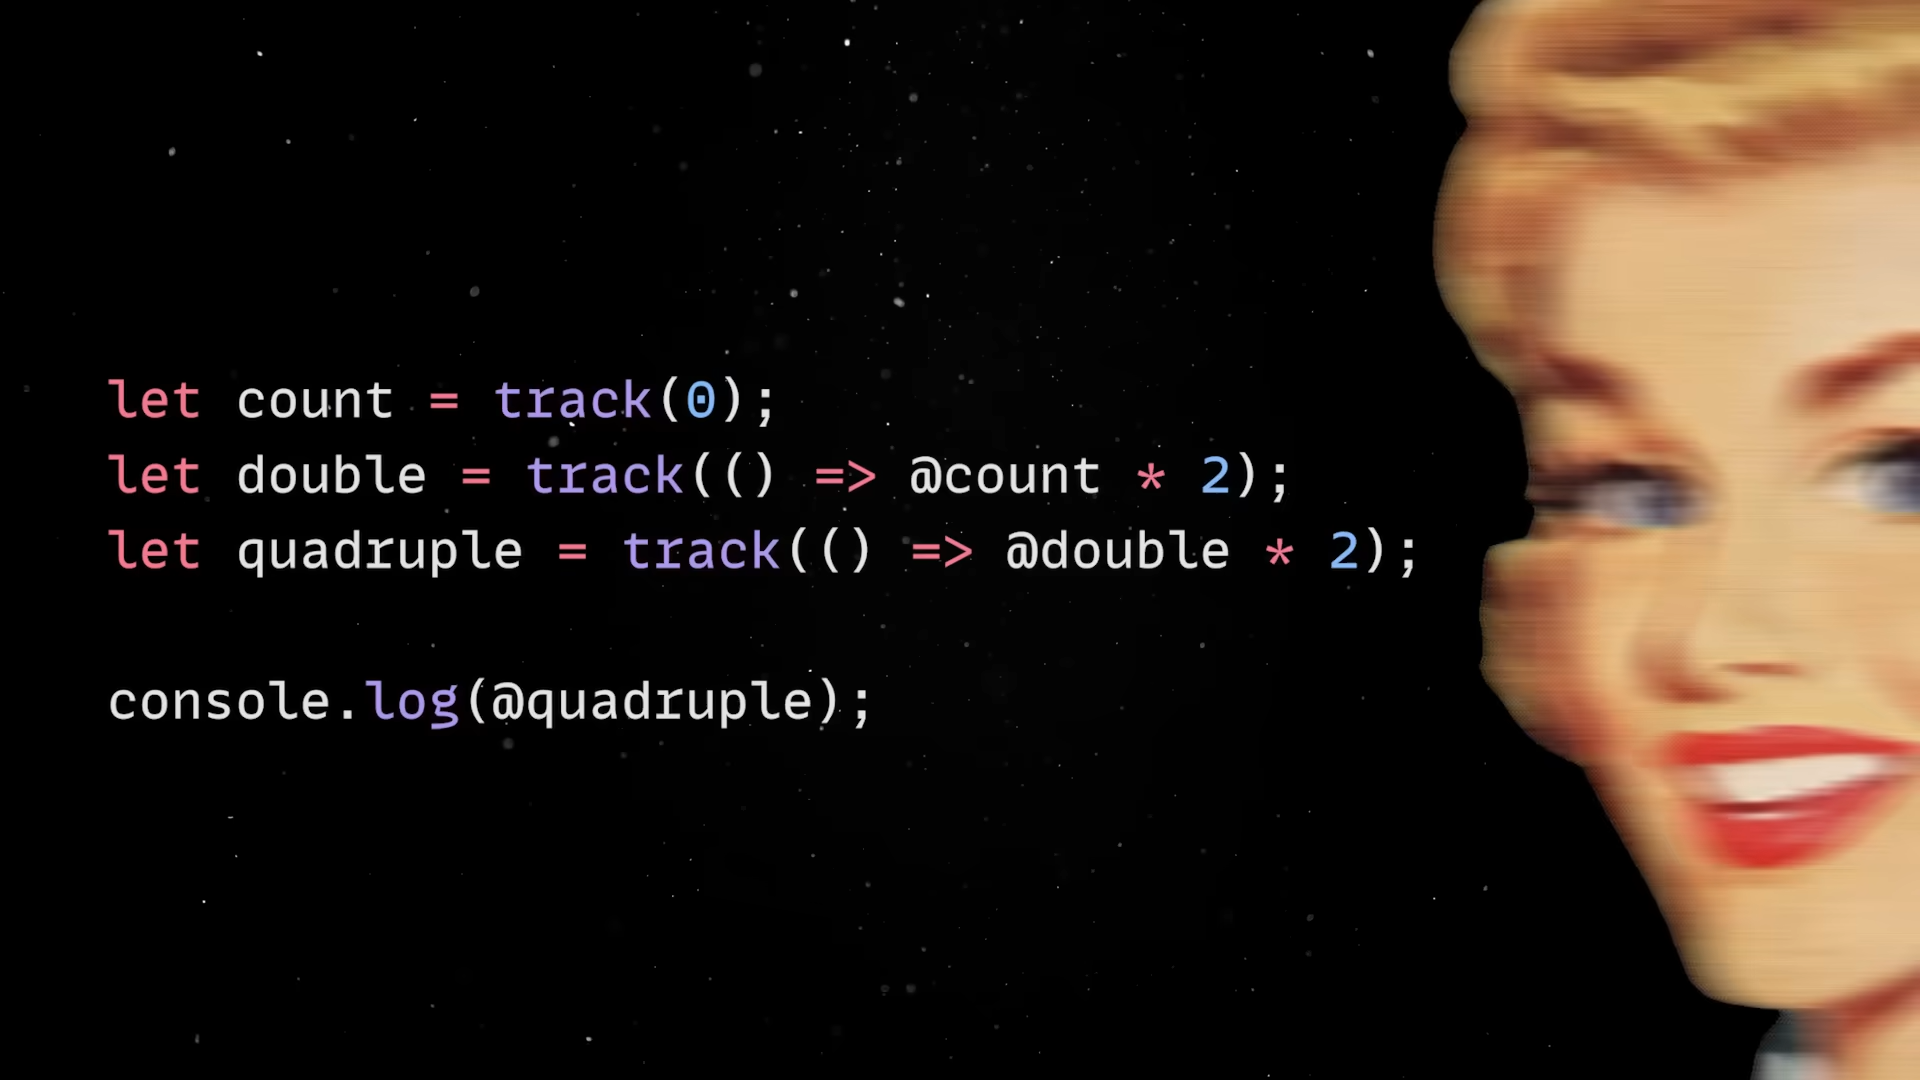 let count = track(0);
let double = track(() => @count * 2);
let quadruple = track(() => @double * 2);
console.log(@quadruple);